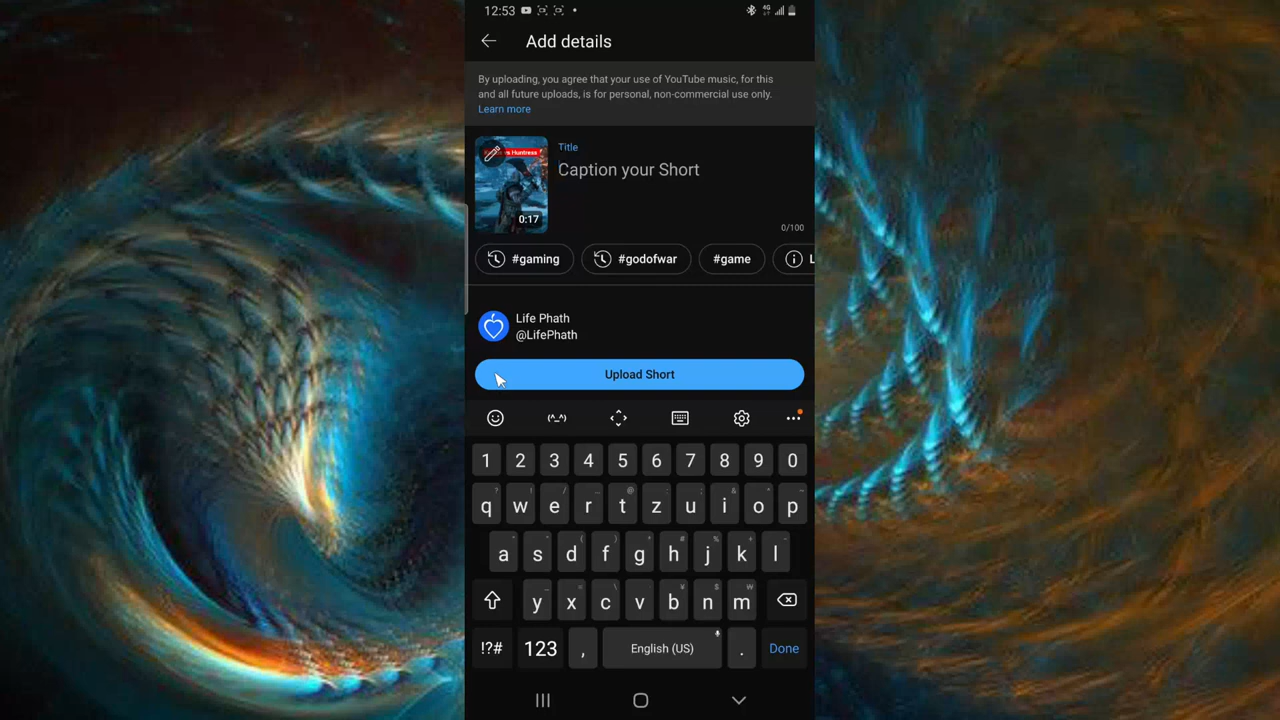 12:53
4G
Add details
By uploading, you agree that your use of YouTube music, for this
and all future uploads, is for personal, non-commercial use only.
Learn more
s Huntress
0:17
Title
Caption your Short
0/100
#gaming
#godofwar
#game
L
Life Phath
@LifePhath
Upload Short
(^_^)
1 2 3 4 5 6 7 8 9 0
q w e r t z u i o p
a s d f g h j k l
y x c v b n m
!?# 123 , English (US) . Done